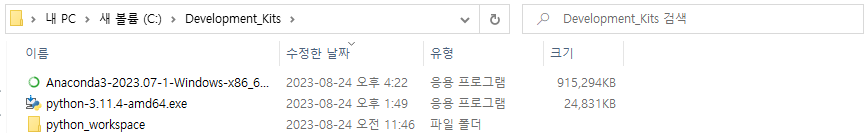 내 PC > 새 볼륨 (C:) > Development_Kits Development_Kits 검색
이름 수정한 날짜 유형 크기
Anaconda3-2023.07-1-Windows-x86_6... 2023-08-24 오후 4:22 응용 프로그램 915,294KB
python-3.11.4-amd64.exe 2023-08-24 오후 1:49 응용 프로그램 24,831KB
python_workspace 2023-08-24 오전 11:46 파일 폴더